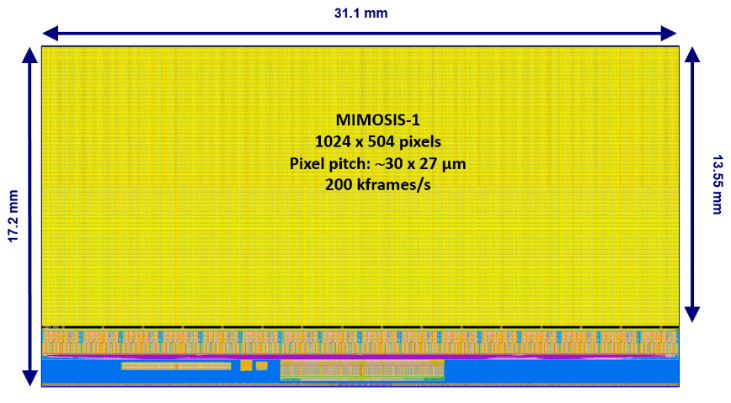 31.1 mm
MIMOSIS-1
1024 x 504 pixels
Pixel pitch: ~30 x 27 µm
200 kframes/s
17.2 mm
13.55 mm